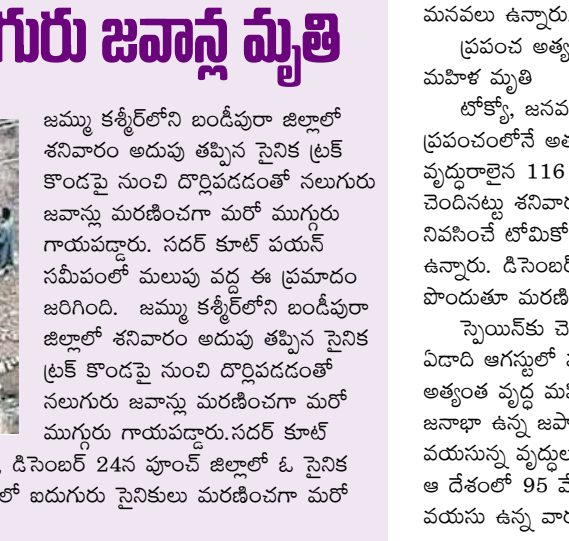 గురు జవాన్ల మృతి
జమ్ము కశ్మీర్‌లోని బండీపురా జిల్లాలో
శనివారం అదుపు తప్పిన సైనిక ట్రక్
కొండపై నుంచి దొర్లిపడడంతో నలుగురు
జవాన్లు మరణించగా మరో ముగ్గురు
గాయపడ్డారు. సదర్ కూట్ పయన్
సమీపంలో మలుపు వద్ద ఈ ప్రమాదం
జరిగింది. జమ్ము కశ్మీర్‌లోని బండీపురా
జిల్లాలో శనివారం అదుపు తప్పిన సైనిక
ట్రక్ కొండపై నుంచి దొర్లిపడడంతో
నలుగురు జవాన్లు మరణించగా మరో
ముగ్గురు గాయపడ్డారు.సదర్ కూట్
, డిసెంబర్ 24న పూంచ్ జిల్లాలో ఓ సైనిక
లో ఐదుగురు సైనికులు మరణించగా మరో
మనవలు ఉన్నారు
ప్రపంచ అత్య
మహిళ మృతి
టోక్యో, జనవ
ప్రపంచంలోనే అత
వృద్ధురాలైన 116
చెందినట్టు శనివార
నివసించే టోమికో
ఉన్నారు. డిసెంబర్
పొందుతూ మరణి
స్పెయిన్‌కు చె
ఏడాది ఆగస్టులో
అత్యంత వృద్ధ మ
జనాభా ఉన్న జపా
వయసున్న వృద్ధుల
ఆ దేశంలో 95 వే
వయసు ఉన్న వార